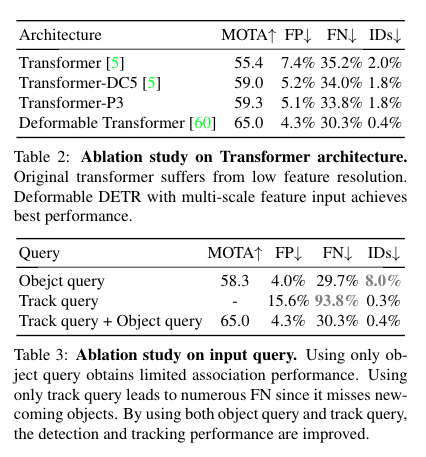 Architecture MOTA↑ FP↓ FN↓ IDs↓
Transformer [5] 55.4 7.4% 35.2% 2.0%
Transformer-DC5 [5] 59.0 5.2% 34.0% 1.8%
Transformer-P3 59.3 5.1% 33.8% 1.8%
Deformable Transformer [60] 65.0 4.3% 30.3% 0.4%
Table 2: Ablation study on Transformer architecture.
Original transformer suffers from low feature resolution.
Deformable DETR with multi-scale feature input achieves
best performance.
Query MOTA↑ FP↓ FN↓ IDs↓
Obejct query 58.3 4.0% 29.7% 8.0%
Track query - 15.6% 93.8% 0.3%
Track query + Object query 65.0 4.3% 30.3% 0.4%
Table 3: Ablation study on input query. Using only ob-
ject query obtains limited association performance. Using
only track query leads to numerous FN since it misses new-
coming objects. By using both object query and track query,
the detection and tracking performance are improved.